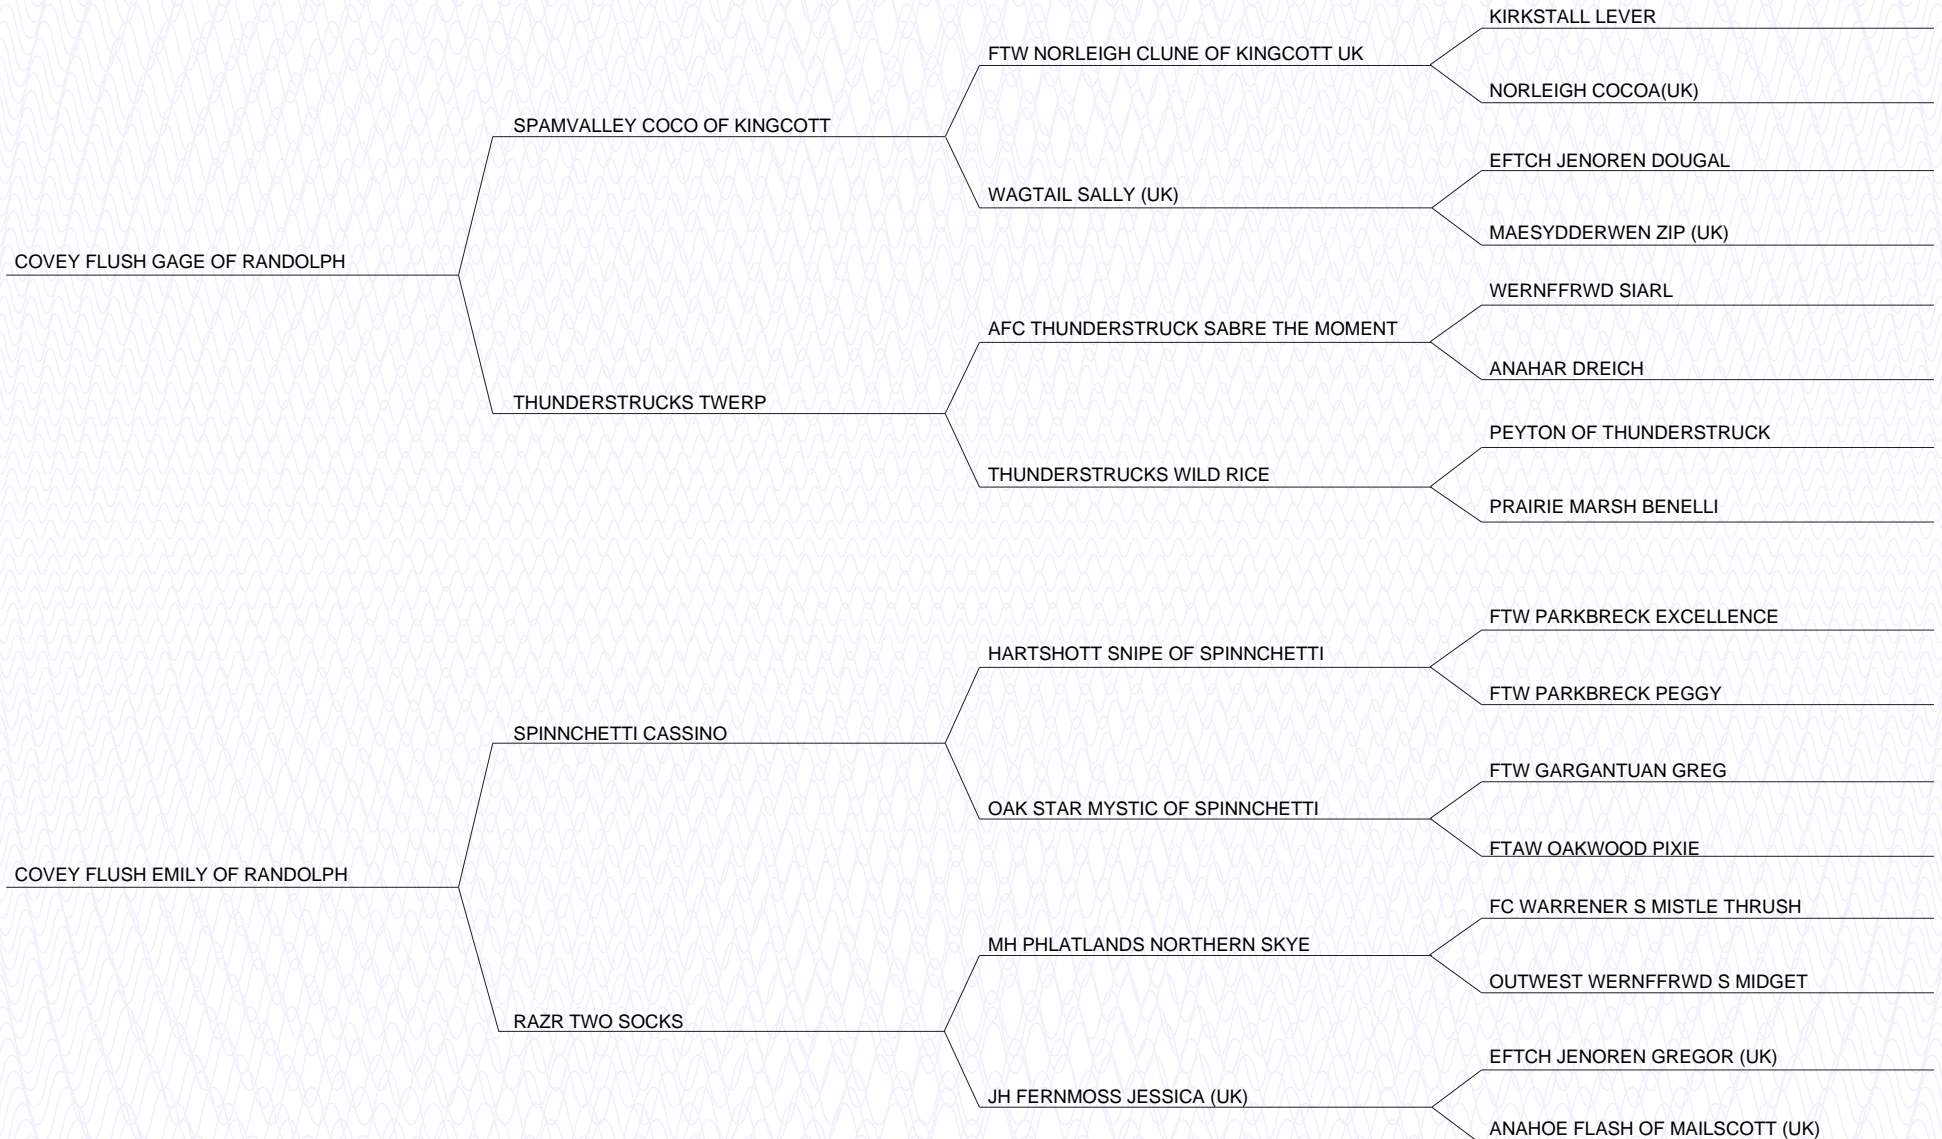 KIRKSTALL LEVER
FTW NORLEIGH CLUNE OF KINGCOTT UK
NORLEIGH COCOA(UK)
SPAMVALLEY COCO OF KINGCOTT
EFTCH JENOREN DOUGAL
WAGTAIL SALLY (UK)
MAESYDDERWEN ZIP (UK)
COVEY FLUSH GAGE OF RANDOLPH
WERNFFRWD SIARL
AFC THUNDERSTRUCK SABRE THE MOMENT
ANAHAR DREICH
THUNDERSTRUCKS TWERP
PEYTON OF THUNDERSTRUCK
THUNDERSTRUCKS WILD RICE
PRAIRIE MARSH BENELLI
FTW PARKBRECK EXCELLENCE
HARTSHOTT SNIPE OF SPINNCHETTI
FTW PARKBRECK PEGGY
SPINNCHETTI CASSINO
FTW GARGANTUAN GREG
OAK STAR MYSTIC OF SPINNCHETTI
FTAW OAKWOOD PIXIE
COVEY FLUSH EMILY OF RANDOLPH
FC WARRENER S MISTLE THRUSH
MH PHLATLANDS NORTHERN SKYE
OUTWEST WERNFFRWD S MIDGET
RAZR TWO SOCKS
EFTCH JENOREN GREGOR (UK)
JH FERNMOSS JESSICA (UK)
ANAHOE FLASH OF MAILSCOTT (UK)